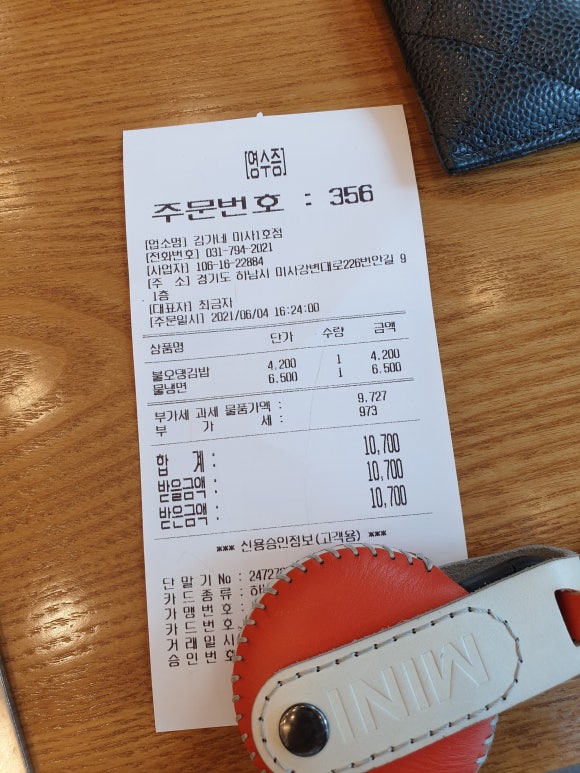 [영수증]
주문번호 : 356
[업소명] 김가네 미사1호점
[전화번호] 031-794-2021
[사업자] 106-16-22884
[주 소] 경기도 하남시 미사강변대로226번안길 9
1층
[대표자] 최금자
[주문일시] 2021/06/04 16:24:00
상품명 단가 수량 금액
불오뎅김밥 4,200 1 4,200
물냉면 6,500 1 6,500
부가세 과세 물품가액 : 9,727
부 가 세 : 973
합 계 : 10,700
받을금액 : 10,700
받은금액 : 10,700
*** 신용승인정보(고객용) ***
단 말 기 No : 24727
카 드 종 류 : 하나
가 맹 번 호 :
카 드 번 호 :
거 래 일 시
승 인 번 호
MINI